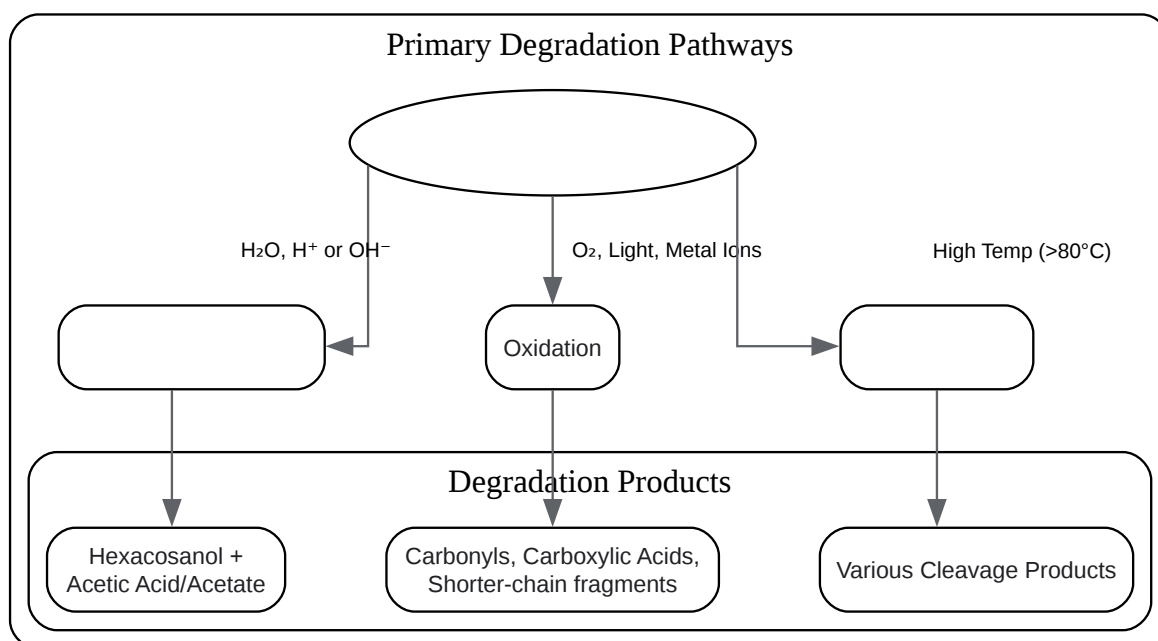 Primary Degradation Pathways
H₂O, H⁺ or OH⁻
O₂, Light, Metal Ions
High Temp (>80°C)
Oxidation
Degradation Products
Hexacosanol +
Acetic Acid/Acetate
Carbonyls, Carboxylic Acids,
Shorter-chain fragments
Various Cleavage Products